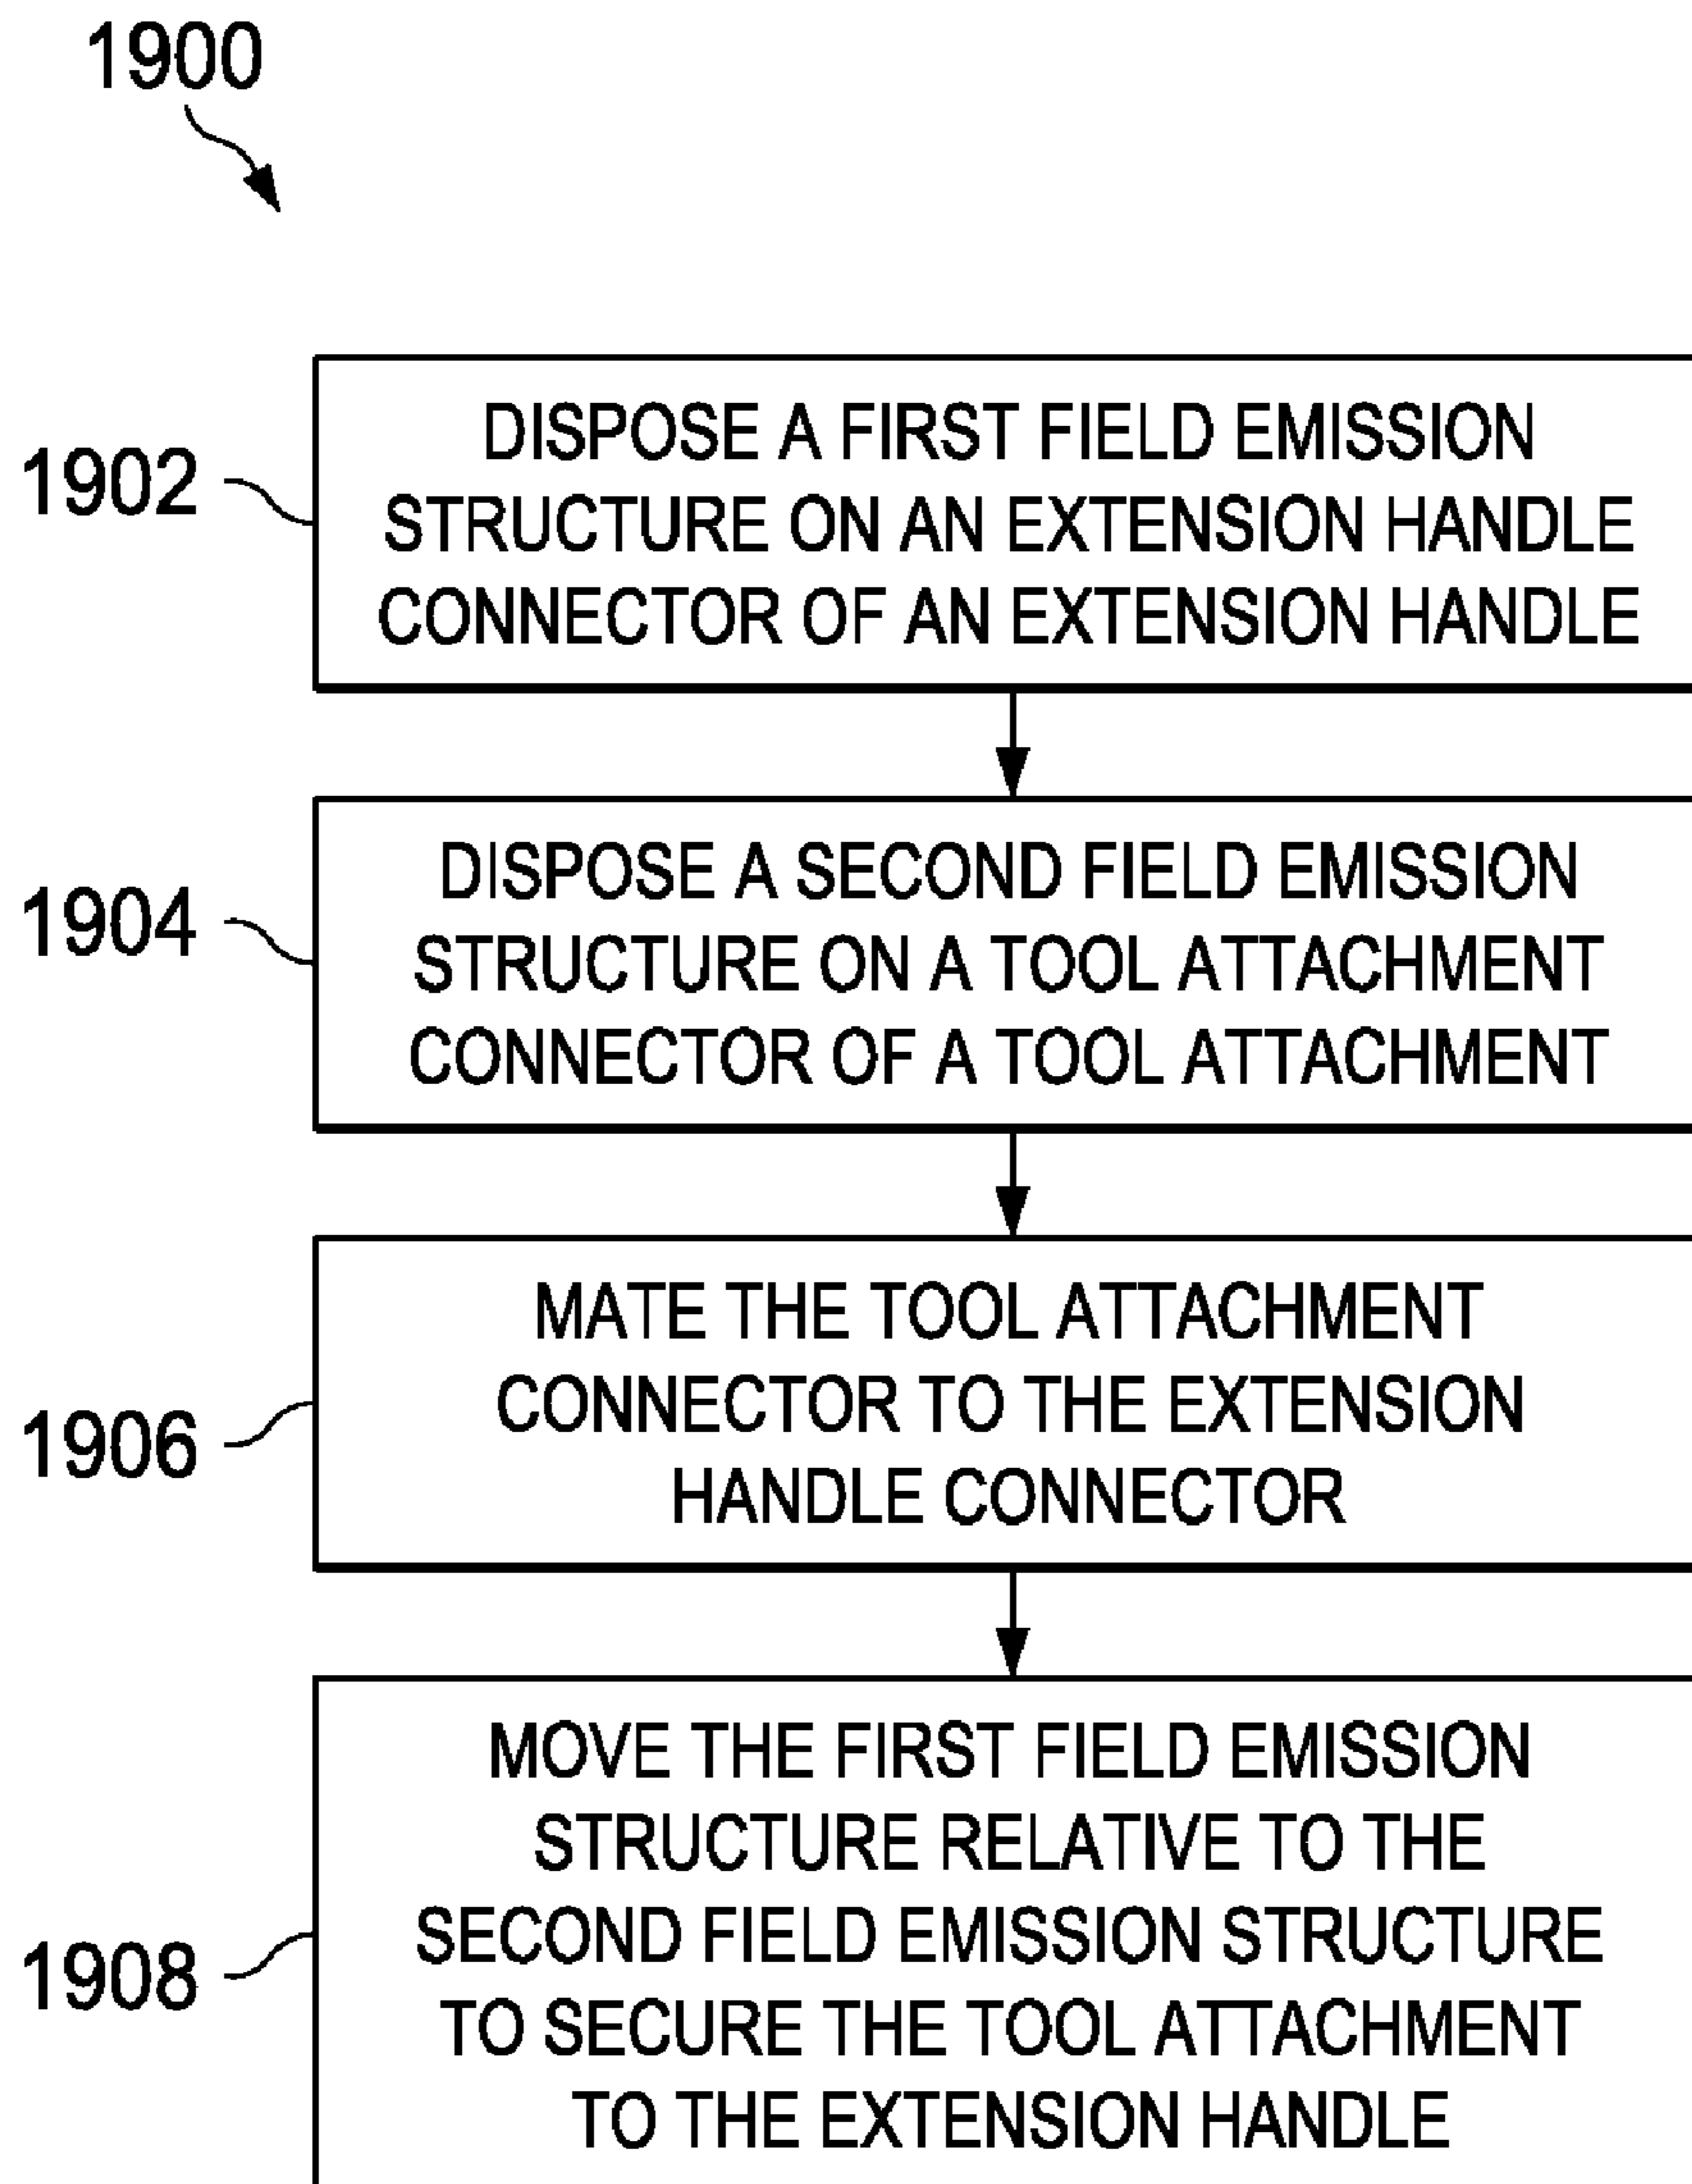 1900
1902
DISPOSE A FIRST FIELD EMISSION
STRUCTURE ON AN EXTENSION HANDLE
CONNECTOR OF AN EXTENSION HANDLE
1904
DISPOSE A SECOND FIELD EMISSION
STRUCTURE ON A TOOL ATTACHMENT
CONNECTOR OF A TOOL ATTACHMENT
1906
MATE THE TOOL ATTACHMENT
CONNECTOR TO THE EXTENSION
HANDLE CONNECTOR
1908
MOVE THE FIRST FIELD EMISSION
STRUCTURE RELATIVE TO THE
SECOND FIELD EMISSION STRUCTURE
TO SECURE THE TOOL ATTACHMENT
TO THE EXTENSION HANDLE